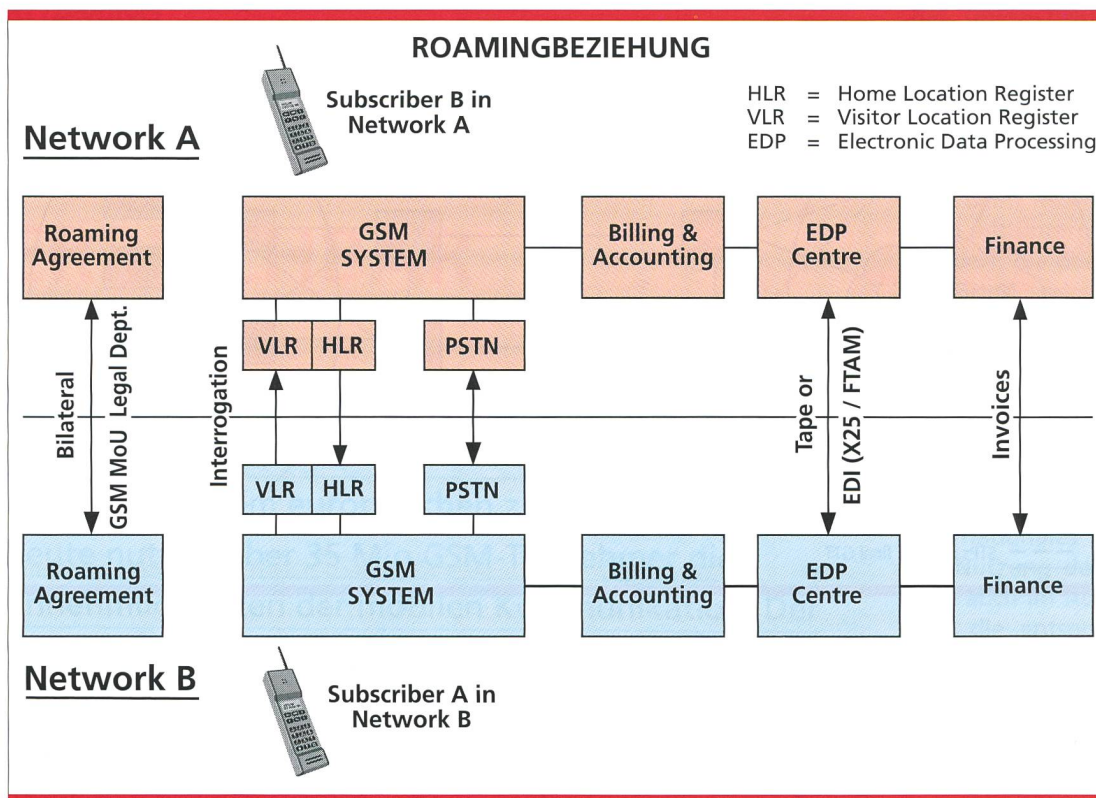 ROAMINGBEZIEHUNG
Subscriber B in
Network A
HLR = Home Location Register
VLR = Visitor Location Register
EDP = Electronic Data Processing
Network A
Roaming
Agreement
GSM
SYSTEM
Billing &
Accounting
EDP
Centre
Finance
VLR
HLR
PSTN
Bilateral
GSM MoU Legal Dept.
Interrogation
Tape or
EDI (X25 / FTAM)
Invoices
VLR
HLR
PSTN
Roaming
Agreement
GSM
SYSTEM
Billing &
Accounting
EDP
Centre
Finance
Network B
Subscriber A in
Network B